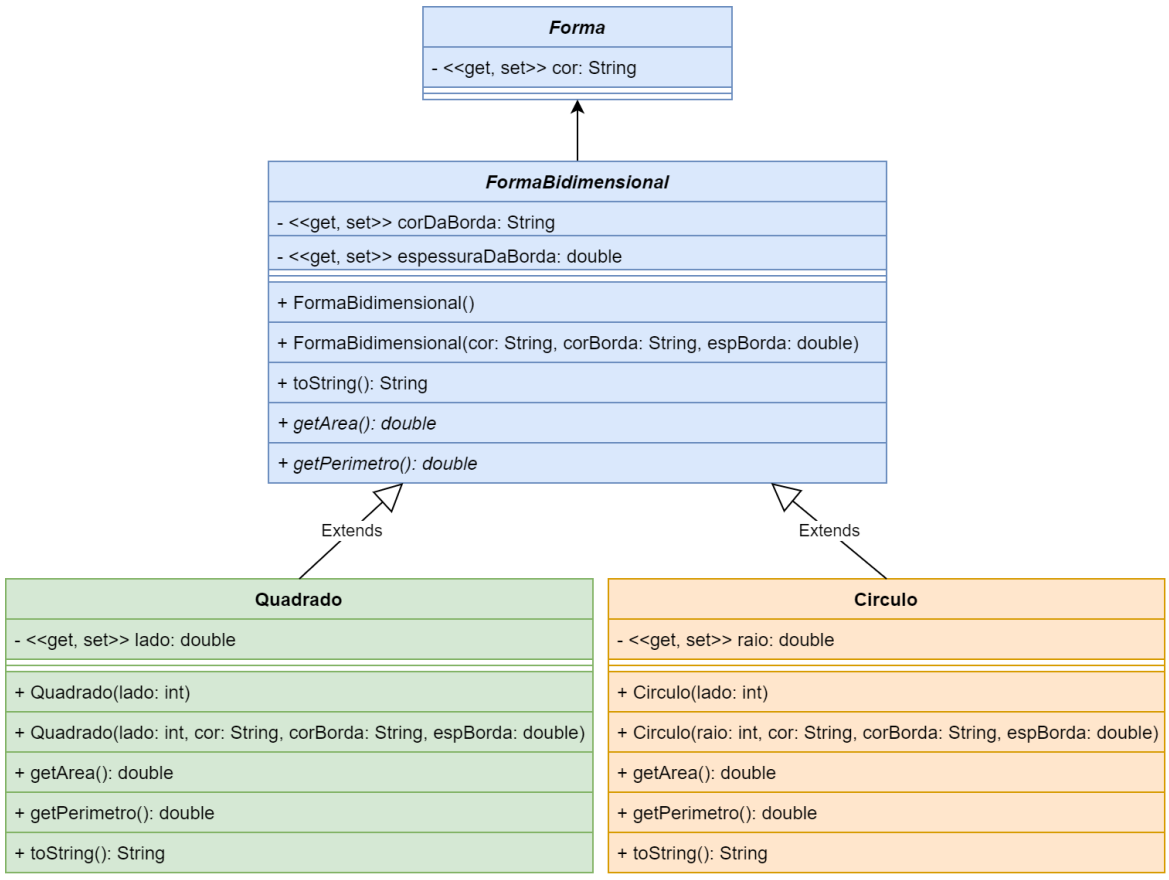 Forma
- <<get, set>> cor: String
FormaBidimensional
- <<get, set>> corDaBorda: String
- <<get, set>> espessuraDaBorda: double
+ FormaBidimensional()
+ FormaBidimensional(cor: String, corBorda: String, espBorda: double)
+ toString(): String
+ getArea(): double
+ getPerimetro(): double
Extends
Extends
Quadrado
- <<get, set>> lado: double
+ Quadrado(lado: int)
+ Quadrado(lado: int, cor: String, corBorda: String, espBorda: double)
+ getArea(): double
+ getPerimetro(): double
+ toString(): String
Circulo
- <<get, set>> raio: double
+ Circulo(lado: int)
+ Circulo(raio: int, cor: String, corBorda: String, espBorda: double)
+ getArea(): double
+ getPerimetro(): double
+ toString(): String